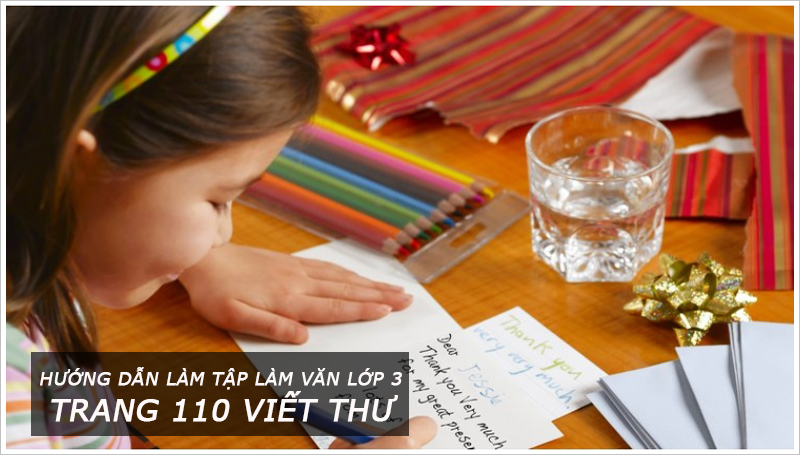 Thank you
very very much.
Dear Jessie
Thank you Very much
for my great presen
HƯỚNG DẪN LÀM TẬP LÀM VĂN LỚP 3
TRANG 110 VIẾT THƯ